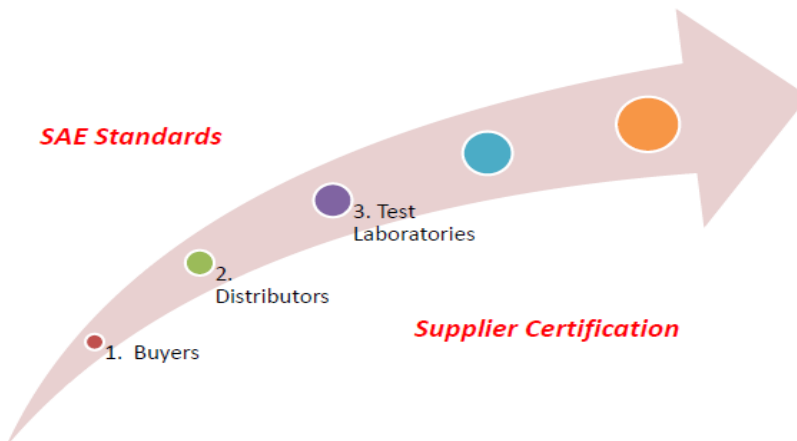 SAE Standards
3. Test
Laboratories
2.
Distributors
Supplier Certification
1. Buyers